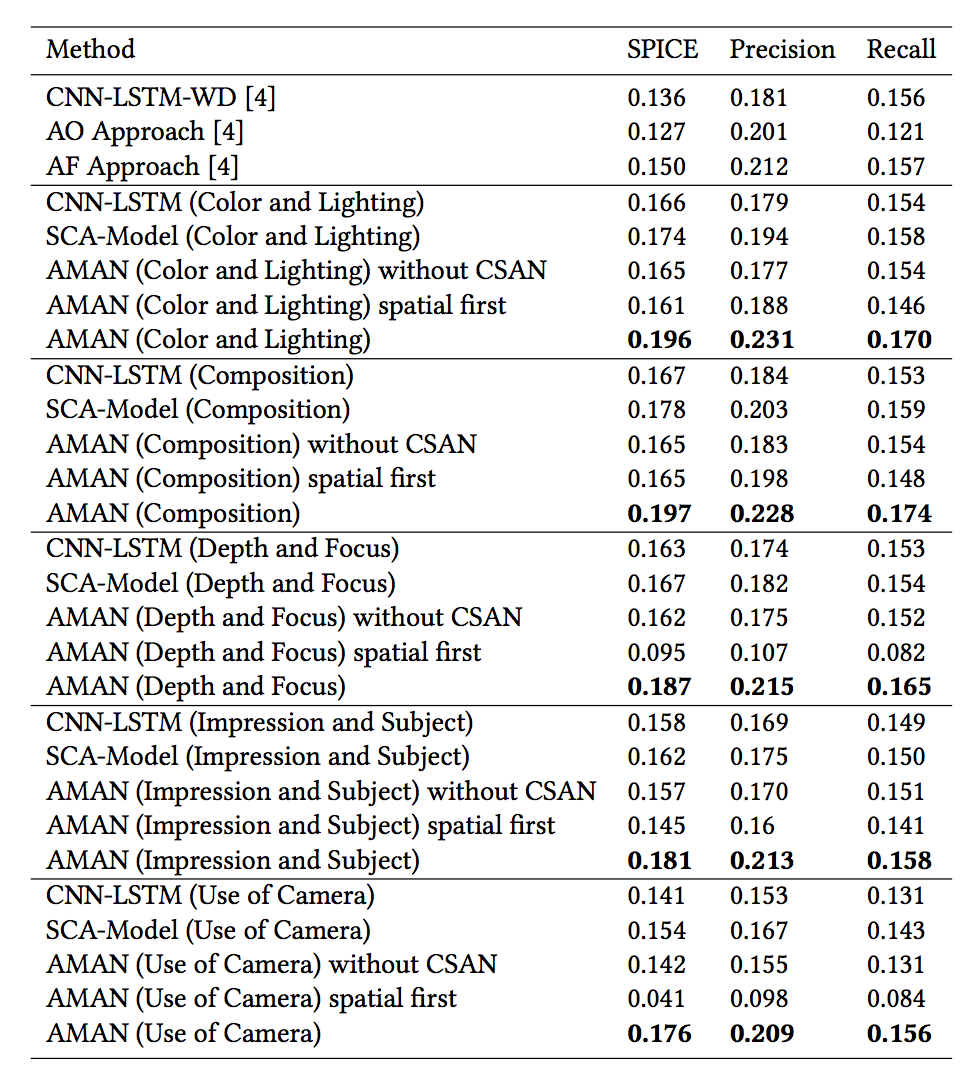 Method SPICE Precision Recall
CNN-LSTM-WD [4] 0.136 0.181 0.156
AO Approach [4] 0.127 0.201 0.121
AF Approach [4] 0.150 0.212 0.157
CNN-LSTM (Color and Lighting) 0.166 0.179 0.154
SCA-Model (Color and Lighting) 0.174 0.194 0.158
AMAN (Color and Lighting) without CSAN 0.165 0.177 0.154
AMAN (Color and Lighting) spatial first 0.161 0.188 0.146
AMAN (Color and Lighting) 0.196 0.231 0.170
CNN-LSTM (Composition) 0.167 0.184 0.153
SCA-Model (Composition) 0.178 0.203 0.159
AMAN (Composition) without CSAN 0.165 0.183 0.154
AMAN (Composition) spatial first 0.165 0.198 0.148
AMAN (Composition) 0.197 0.228 0.174
CNN-LSTM (Depth and Focus) 0.163 0.174 0.153
SCA-Model (Depth and Focus) 0.167 0.182 0.154
AMAN (Depth and Focus) without CSAN 0.162 0.175 0.152
AMAN (Depth and Focus) spatial first 0.095 0.107 0.082
AMAN (Depth and Focus) 0.187 0.215 0.165
CNN-LSTM (Impression and Subject) 0.158 0.169 0.149
SCA-Model (Impression and Subject) 0.162 0.175 0.150
AMAN (Impression and Subject) without CSAN 0.157 0.170 0.151
AMAN (Impression and Subject) spatial first 0.145 0.16 0.141
AMAN (Impression and Subject) 0.181 0.213 0.158
CNN-LSTM (Use of Camera) 0.141 0.153 0.131
SCA-Model (Use of Camera) 0.154 0.167 0.143
AMAN (Use of Camera) without CSAN 0.142 0.155 0.131
AMAN (Use of Camera) spatial first 0.041 0.098 0.084
AMAN (Use of Camera) 0.176 0.209 0.156